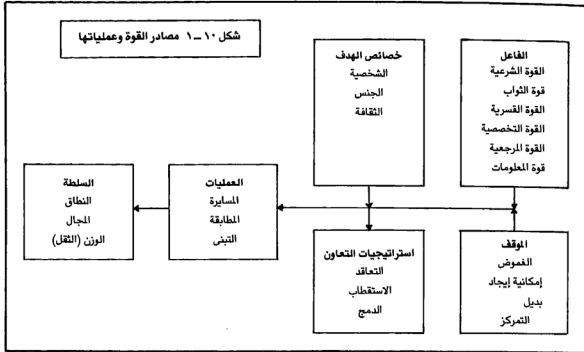 شكل ١٠ – ١ مصادر القوة وعملياتها
الفاعل
القوة الشرعية
قوة الثواب
القوة القسرية
القوة التخصصية
القوة المرجعية
قوة المعلومات
خصائص الهدف
الشخصية
الجنس
الثقافة
العمليات
المسايرة
المطابقة
التبنى
السلطة
النطاق
المجال
الوزن (الثقل)
الموقف
الغموض
إمكانية إيجاد
بديل
التمركز
استراتيجيات التعاون
التعاقد
الاستقطاب
الدمج